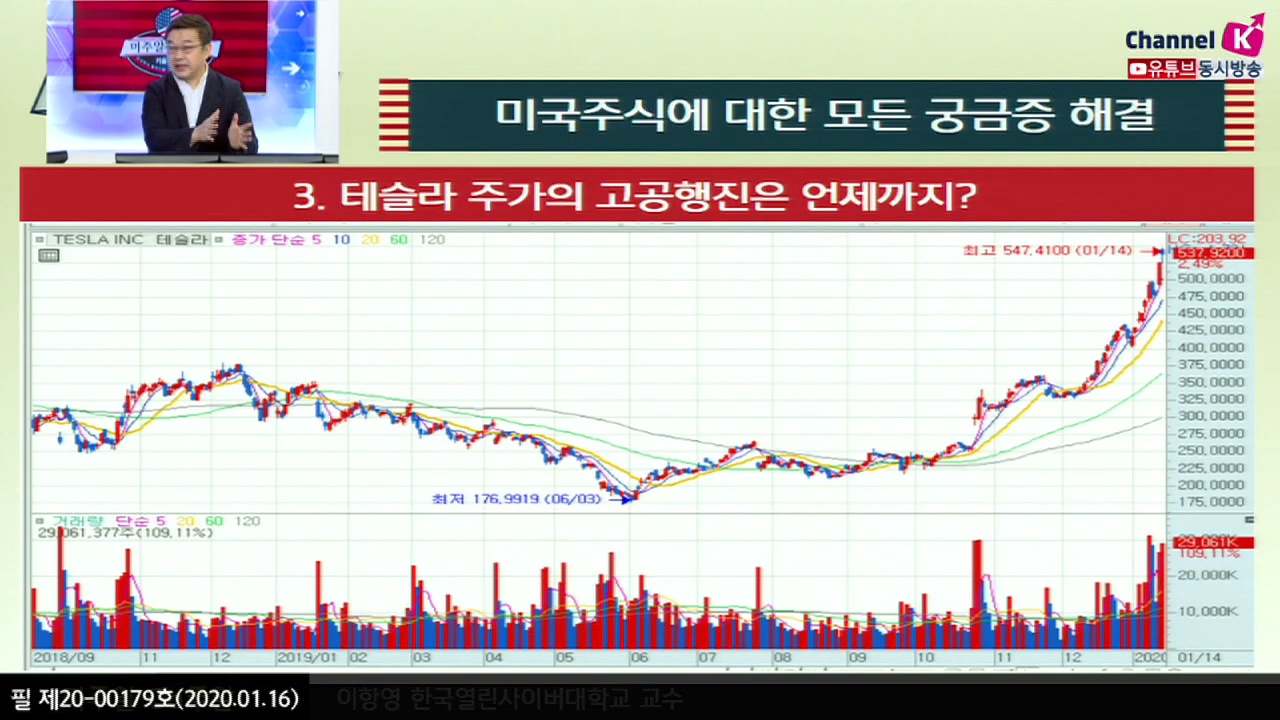 Channel K
유튜브동시방송
미주알
미국주식에 대한 모든 궁금증 해결
3. 테슬라 주가의 고공행진은 언제까지?
TESLA INC 테슬라 종가 단순 5 10 20 60 120
LC:203.92
최고 547.4100 (01/14)
537.9200
2.49%
500.0000
475.0000
450.0000
425.0000
400.0000
375.0000
350.0000
325.0000
300.0000
275.0000
250.0000
225.0000
200.0000
175.0000
최저 176.9919 (06/03)
거래량 단순 5 20 60 120
29,061,377주(109.11%)
29,061K
109.11%
20,000K
10,000K
2018/09 11 12 2019/01 02 03 04 05 06 07 08 09 10 11 12 2020 01/14
필 제20-00179호(2020.01.16)
이항영 한국열린사이버대학교 교수